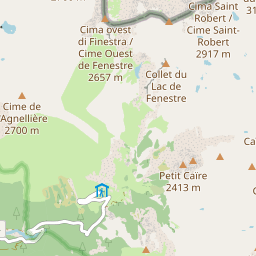 Cima ovest
di Finestra /
Cime Ouest
de Fenestre
2657 m
Cima Saint
Robert /
Cime Saint-
Robert
2917 m
Collet du
Lac de
Fenestre
Cime de
l'Agnellière
2700 m
Petit Caïre
2413 m